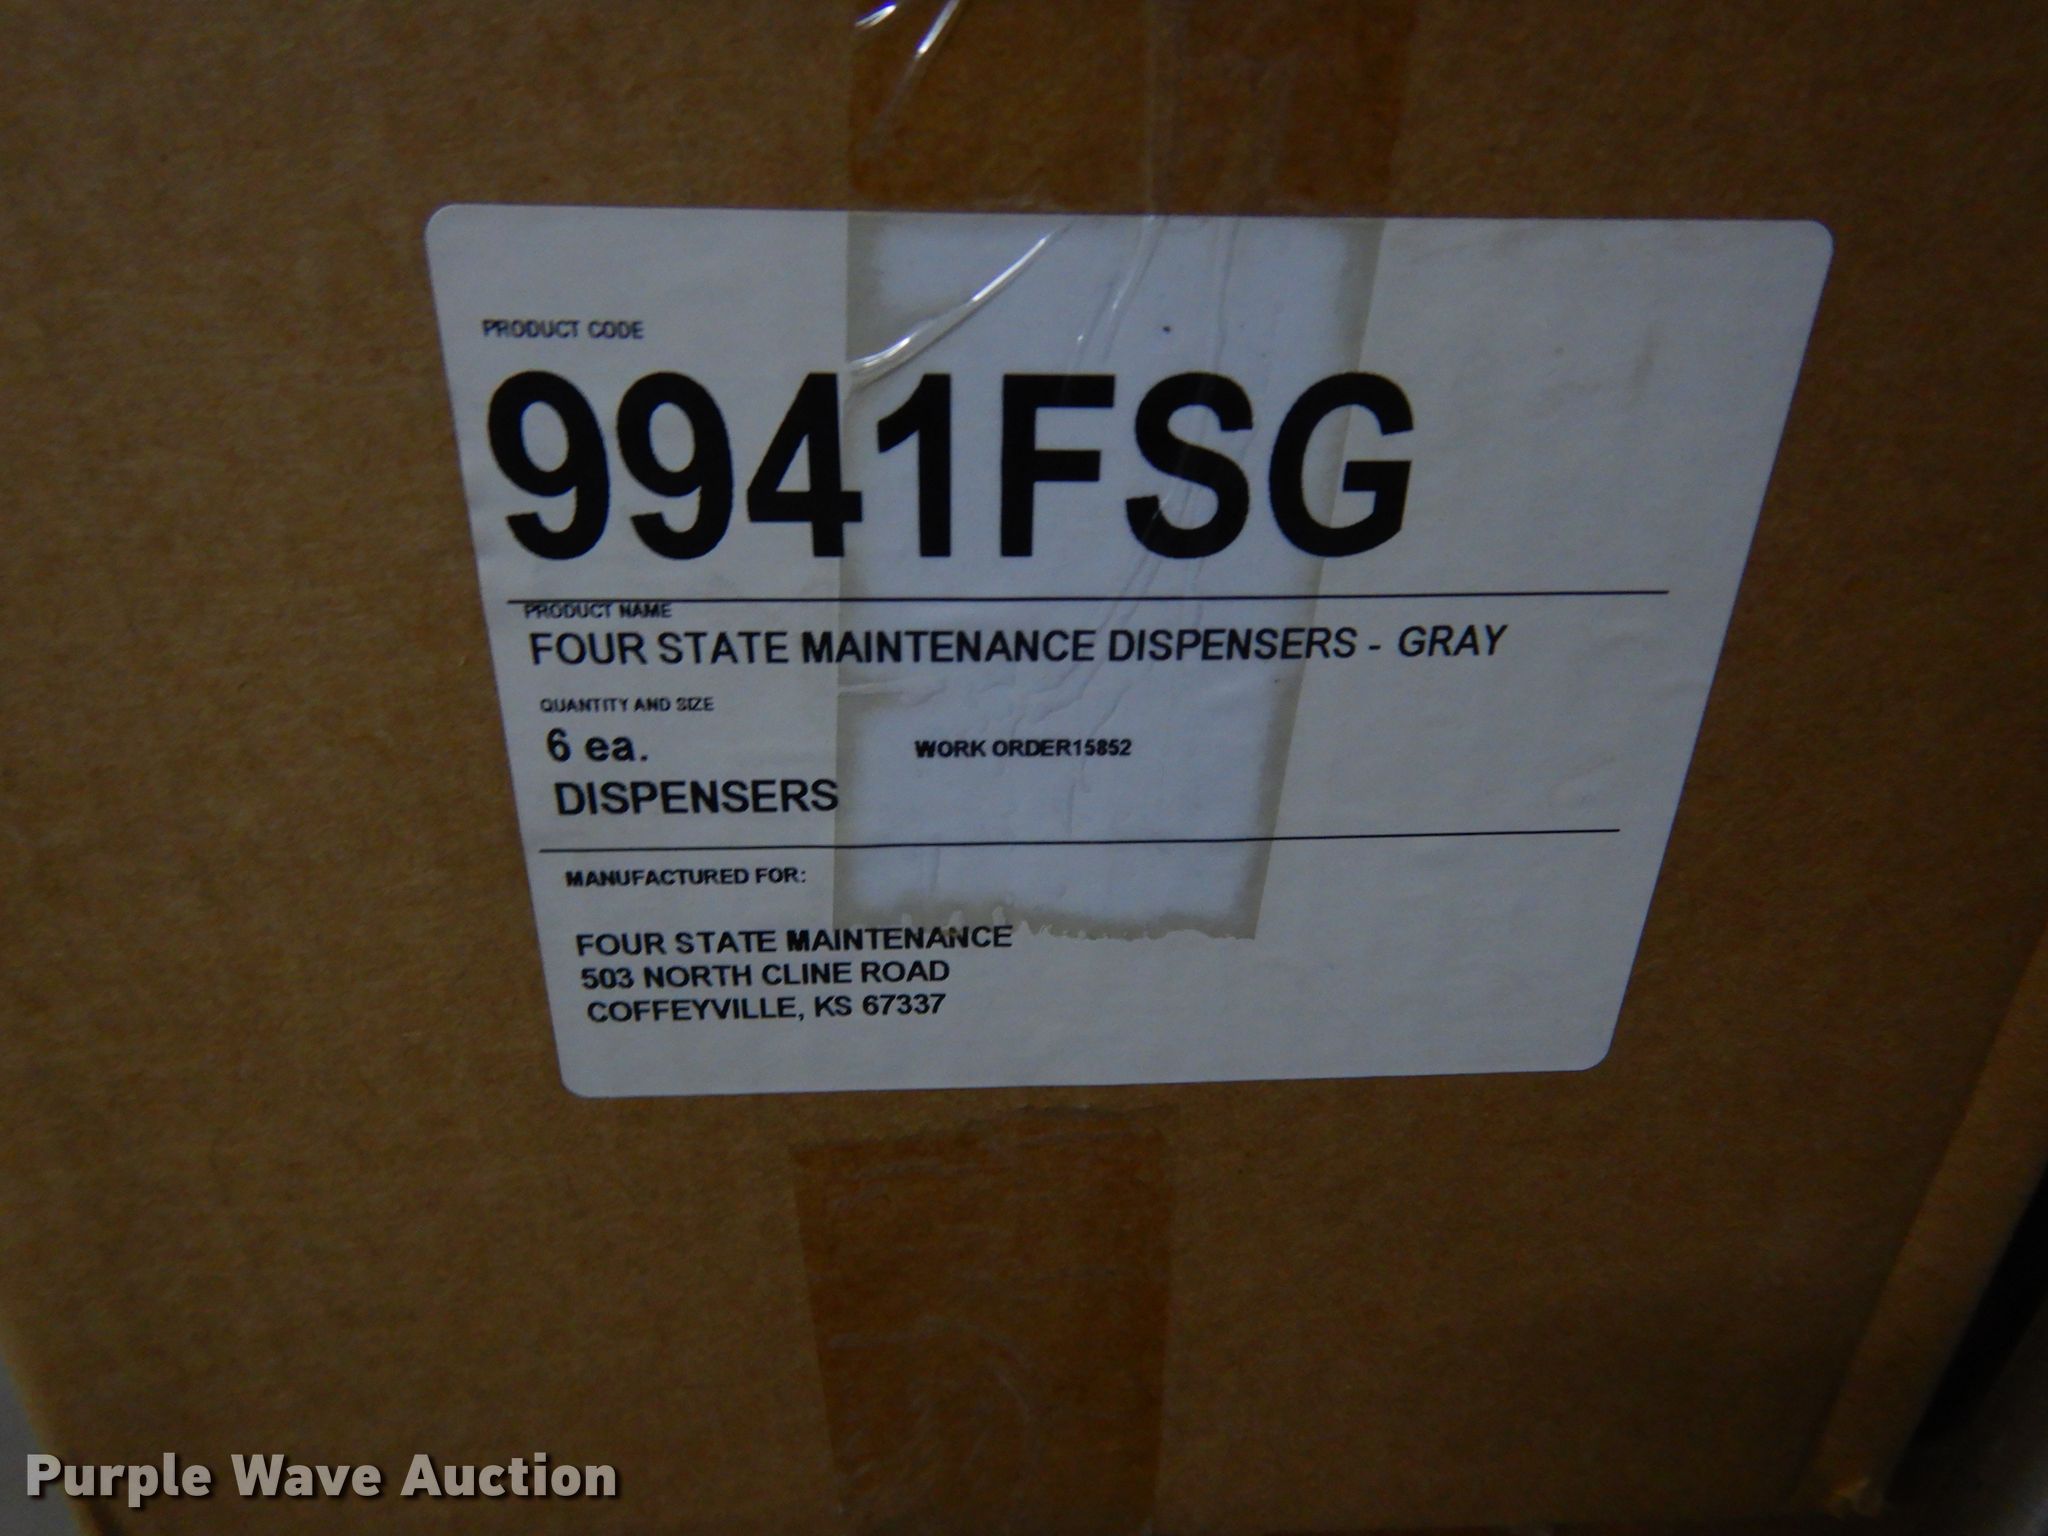 PRODUCT CODE
9941FSG
PRODUCT NAME
FOUR STATE MAINTENANCE DISPENSERS - GRAY
QUANTITY AND SIZE
6 ea. WORK ORDER15852
DISPENSERS
MANUFACTURED FOR:
FOUR STATE MAINTENANCE
503 NORTH CLINE ROAD
COFFEYVILLE, KS 67337
Purple Wave Auction